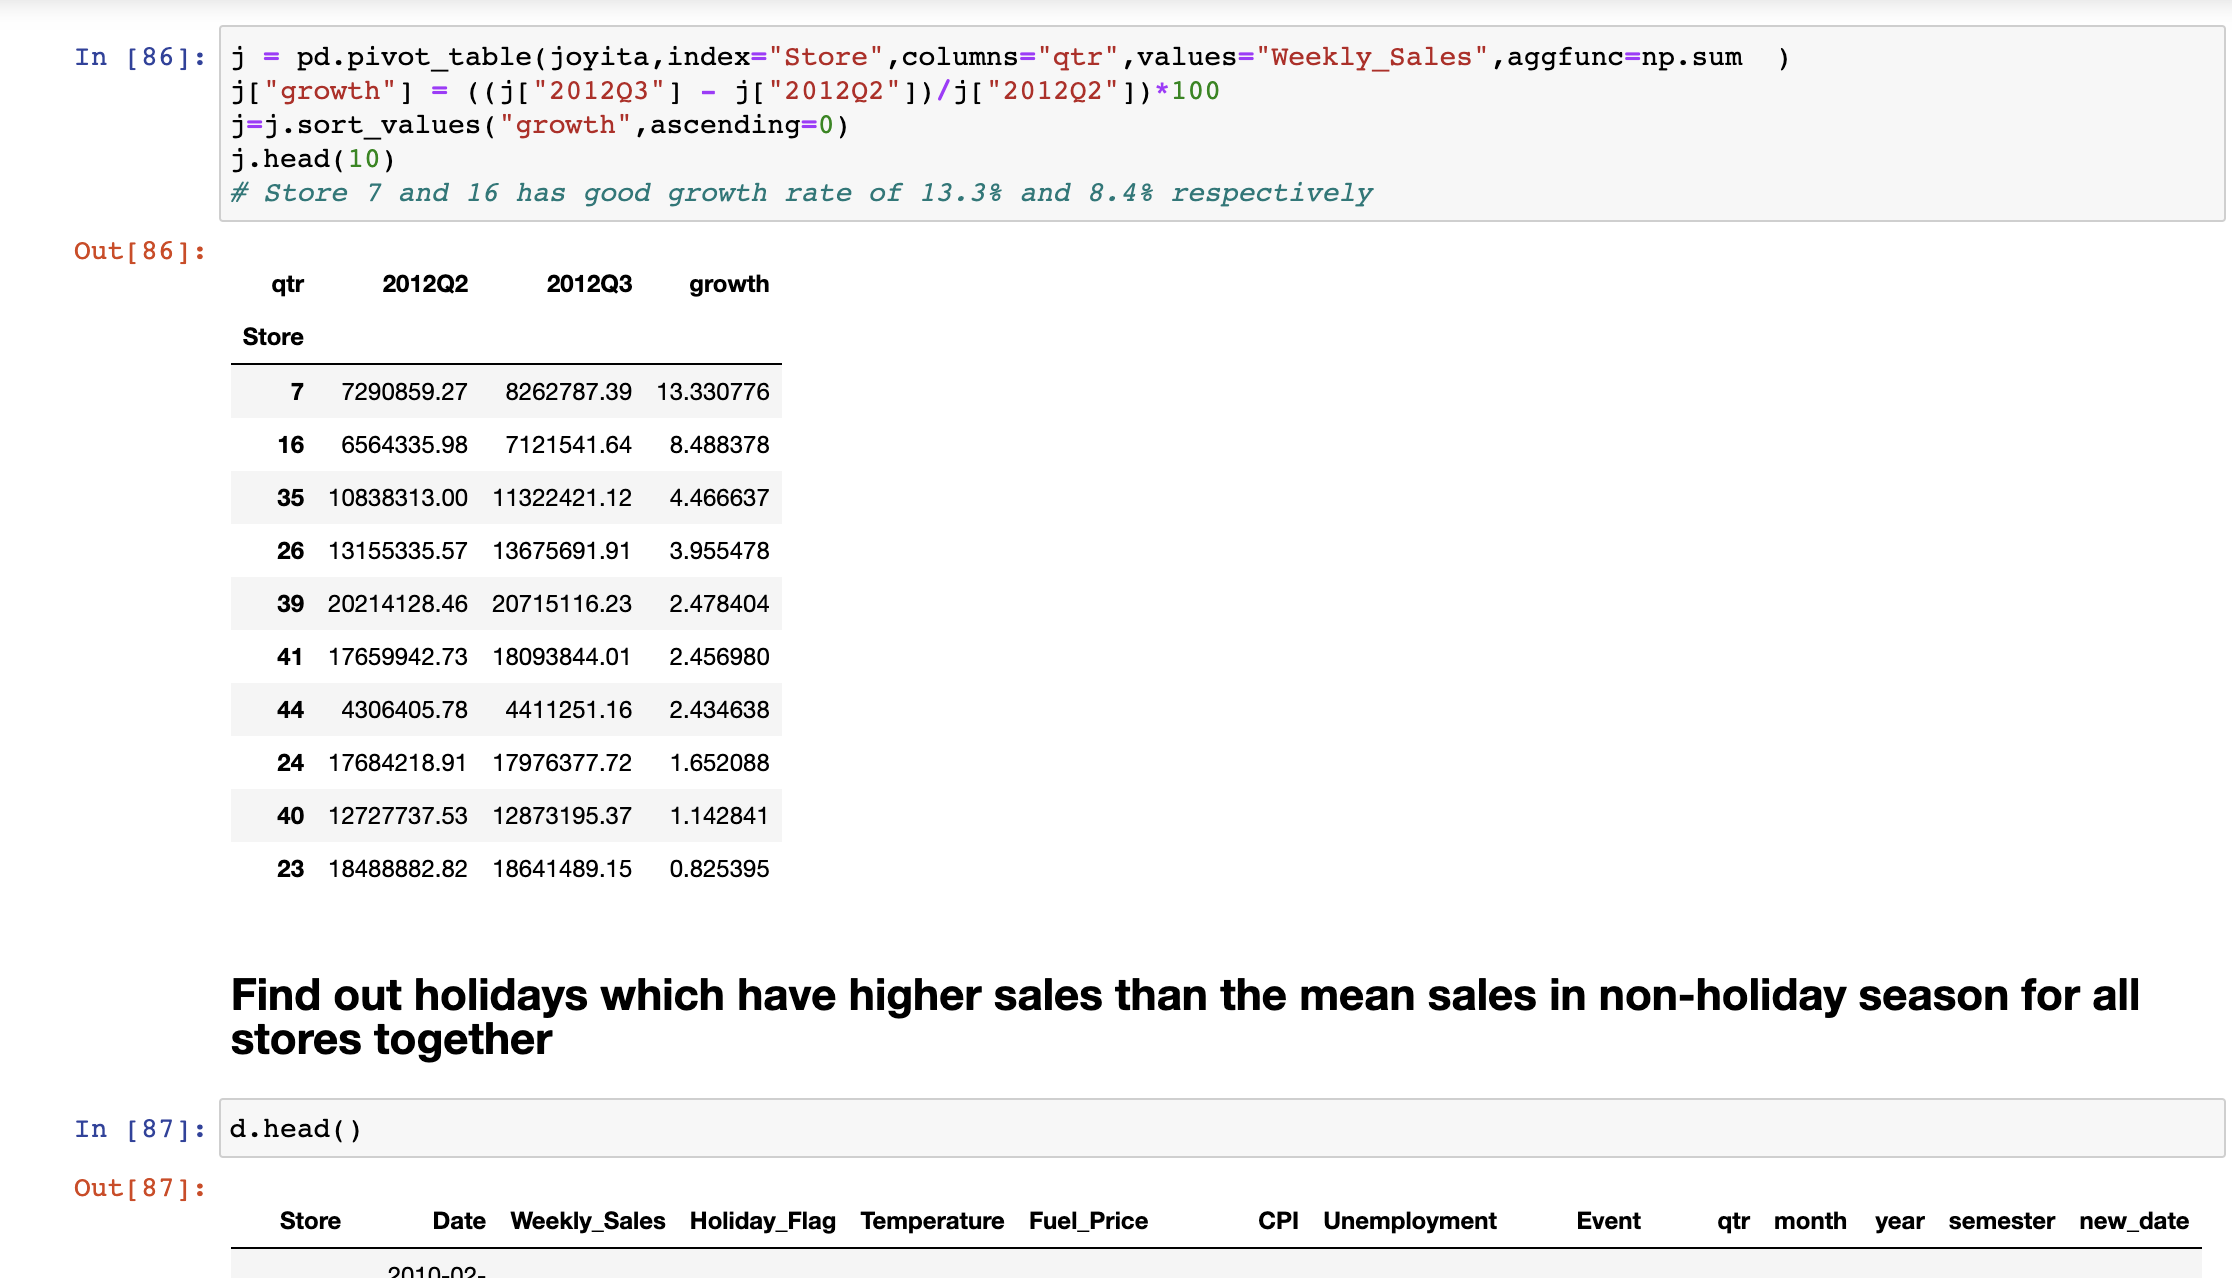 In [86]: j = pd.pivot_table(joyita,index="Store",columns="qtr",values="Weekly_Sales",aggfunc=np.sum  )
j["growth"] = ((j["2012Q3"] - j["2012Q2"])/j["2012Q2"])*100
j=j.sort_values("growth",ascending=0)
j.head(10)
# Store 7 and 16 has good growth rate of 13.3% and 8.4% respectively
Out[86]:
qtr 2012Q2 2012Q3 growth
Store
7 7290859.27 8262787.39 13.330776
16 6564335.98 7121541.64 8.488378
35 10838313.00 11322421.12 4.466637
26 13155335.57 13675691.91 3.955478
39 20214128.46 20715116.23 2.478404
41 17659942.73 18093844.01 2.456980
44 4306405.78 4411251.16 2.434638
24 17684218.91 17976377.72 1.652088
40 12727737.53 12873195.37 1.142841
23 18488882.82 18641489.15 0.825395
Find out holidays which have higher sales than the mean sales in non-holiday season for all
stores together
In [87]: d.head()
Out[87]:
Store Date Weekly_Sales Holiday_Flag Temperature Fuel_Price CPI Unemployment Event qtr month year semester new_date
2010-02-